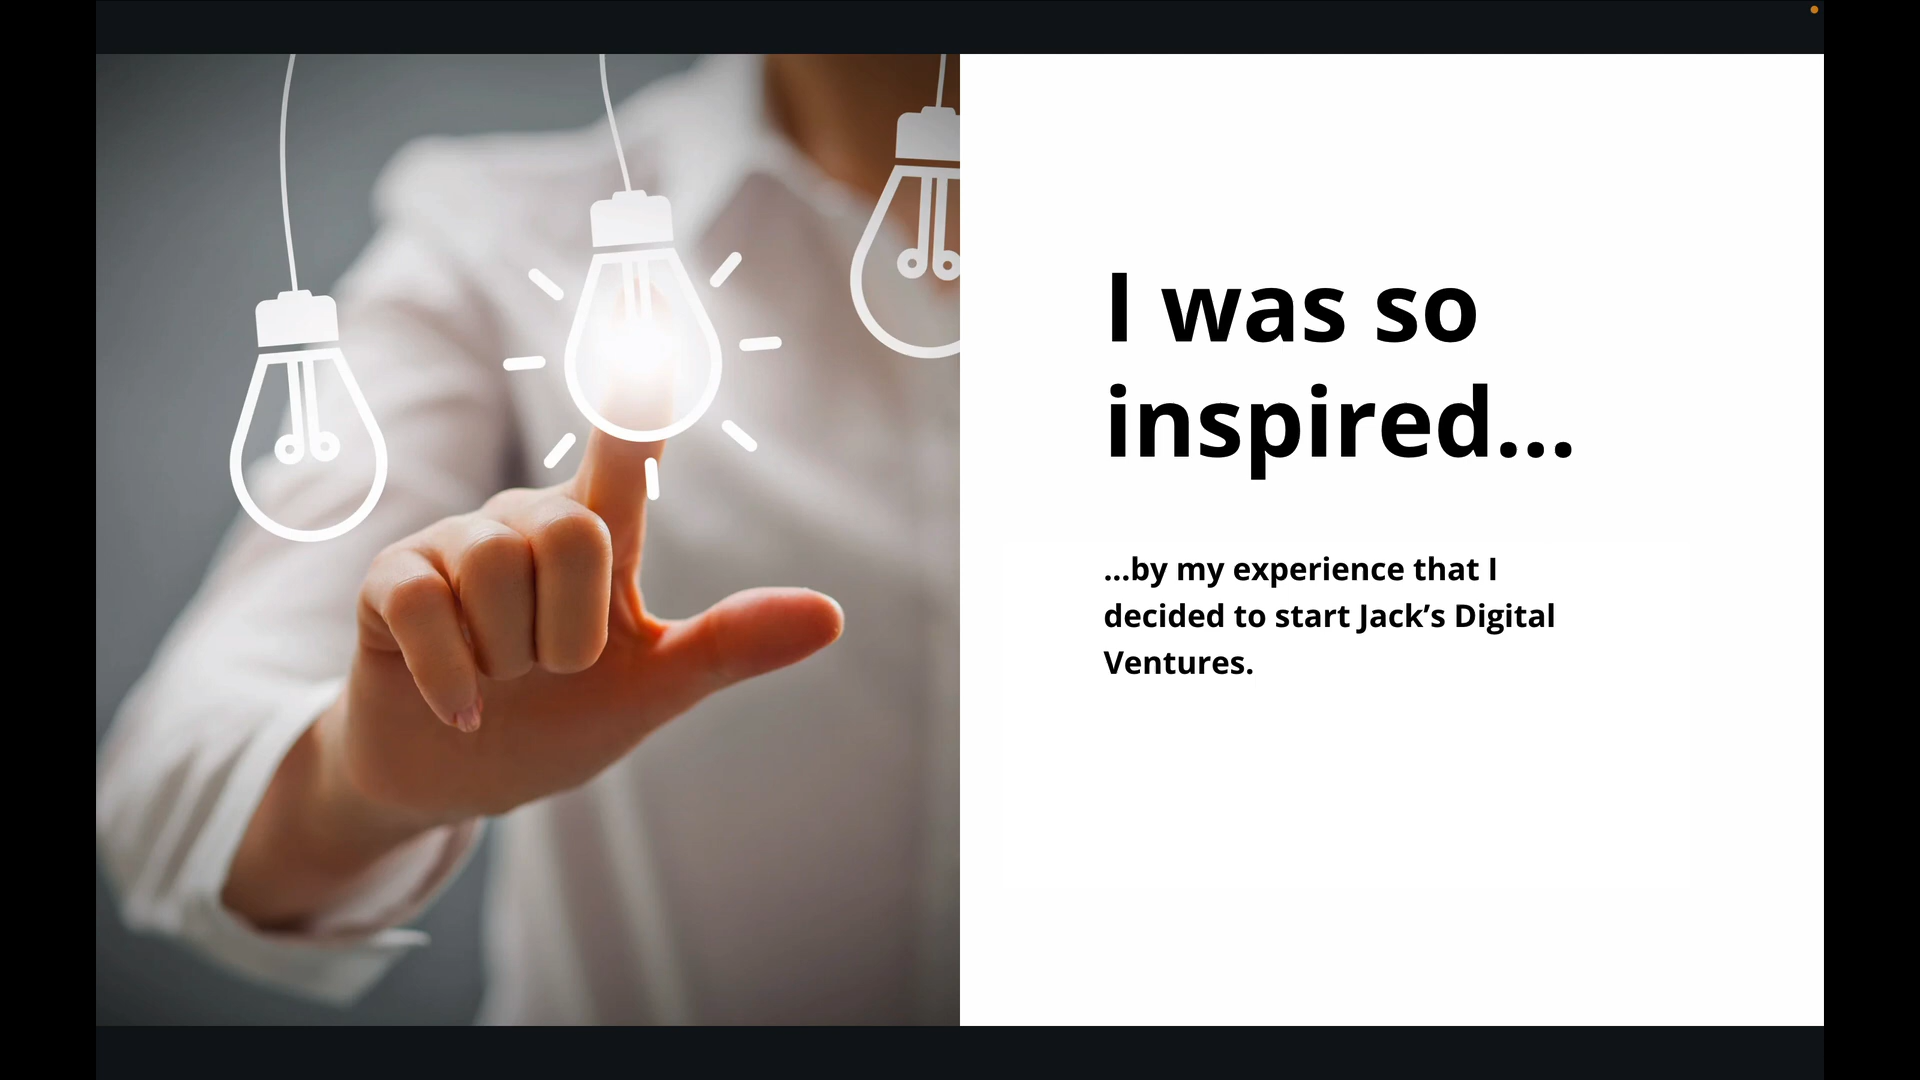 I was so
inspired...
...by my experience that I
decided to start Jack’s Digital
Ventures.